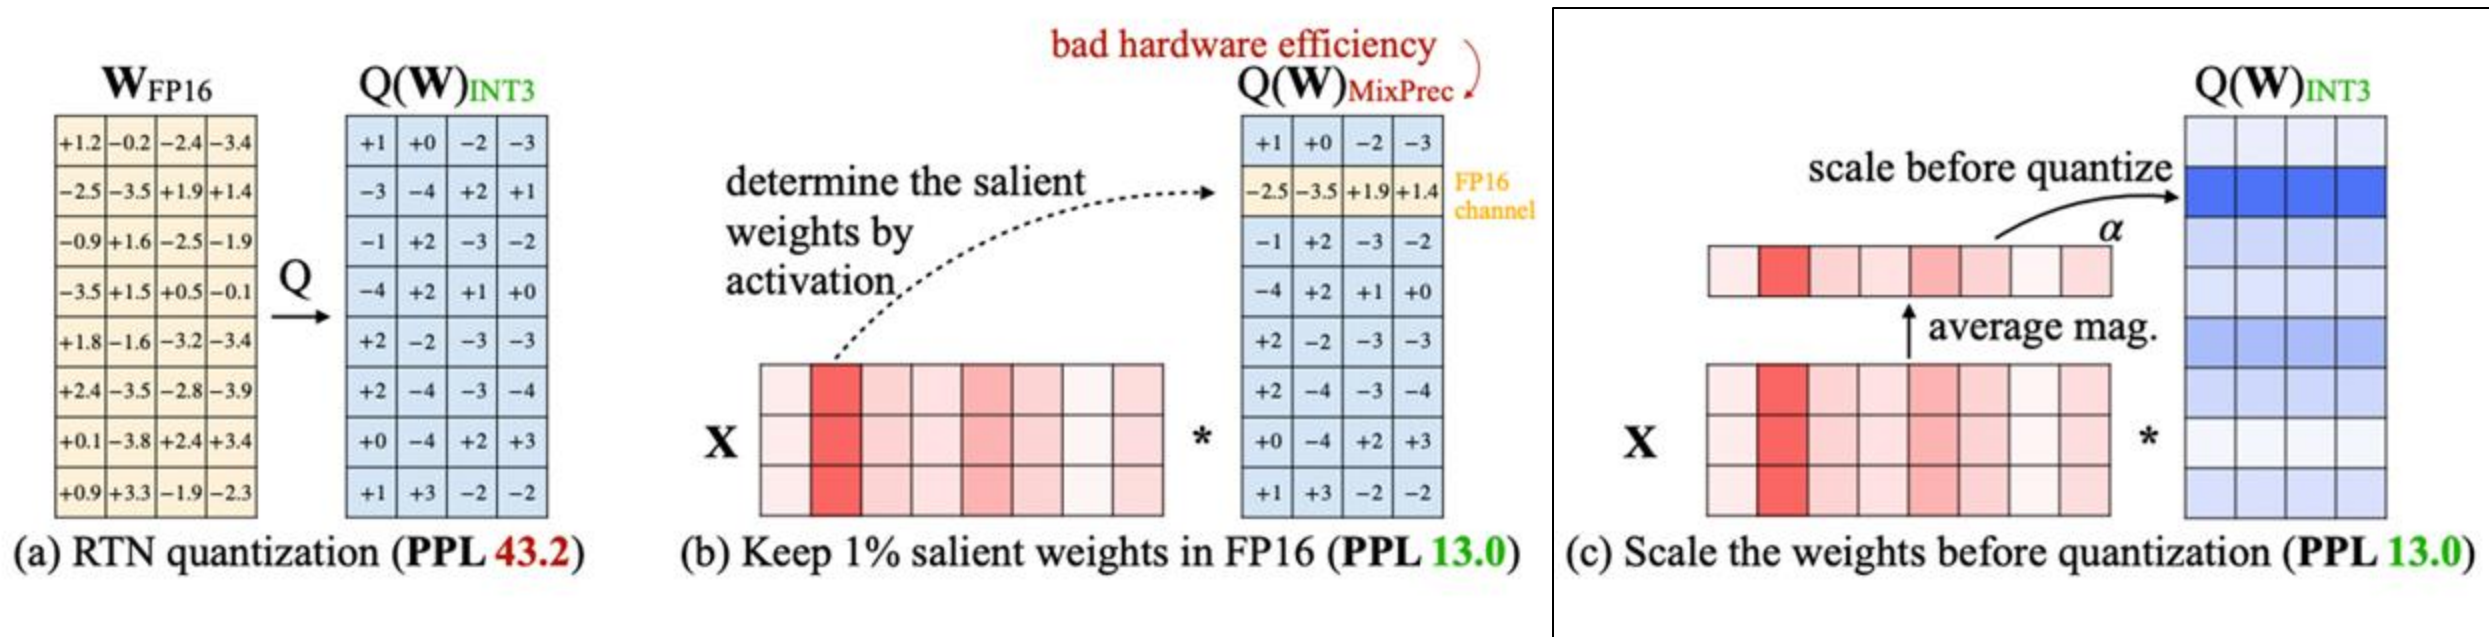 W_FP16
Q(W)_INT3
+1.2 −0.2 −2.4 −3.4
−2.5 −3.5 +1.9 +1.4
−0.9 +1.6 −2.5 −1.9
−3.5 +1.5 +0.5 −0.1
+1.8 −1.6 −3.2 −3.4
+2.4 −3.5 −2.8 −3.9
+0.1 −3.8 +2.4 +3.4
+0.9 +3.3 −1.9 −2.3
Q
+1 +0 −2 −3
−3 −4 +2 +1
−1 +2 −3 −2
−4 +2 +1 +0
+2 −2 −3 −3
+2 −4 −3 −4
+0 −4 +2 +3
+1 +3 −2 −2
(a) RTN quantization (PPL 43.2)
bad hardware efficiency
Q(W)_MixPrec
determine the salient
weights by
activation
+1 +0 −2 −3
−2.5 −3.5 +1.9 +1.4
−1 +2 −3 −2
−4 +2 +1 +0
+2 −2 −3 −3
+2 −4 −3 −4
+0 −4 +2 +3
+1 +3 −2 −2
FP16
channel
X
*
(b) Keep 1% salient weights in FP16 (PPL 13.0)
Q(W)_INT3
scale before quantize
α
average mag.
X
*
(c) Scale the weights before quantization (PPL 13.0)